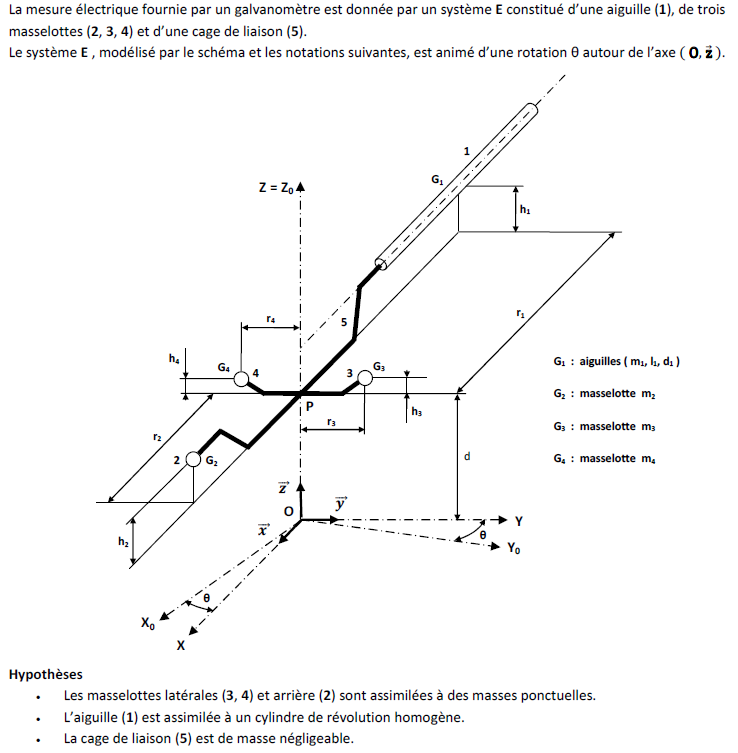 La mesure électrique fournie par un galvanomètre est donnée par un système E constitué d'une aiguille (1), de trois
masselottes (2, 3, 4) et d'une cage de liaison (5).
Le système E , modélisé par le schéma et les notations suivantes, est animé d'une rotation θ autour de l'axe ( O, z⃗ ).
1
G₁
Z = Z₀
h₁
r₄
5
r₁
h₄
G₄
4
3
G₃
G₁ : aiguilles ( m₁, l₁, d₁ )
P
h₃
G₂ : masselotte m₂
r₃
G₃ : masselotte m₃
r₂
2
G₂
d
G₄ : masselotte m₄
z⃗
y⃗
O
Y
x⃗
θ
h₂
Y₀
θ
X₀
X
Hypothèses
• Les masselottes latérales (3, 4) et arrière (2) sont assimilées à des masses ponctuelles.
• L'aiguille (1) est assimilée à un cylindre de révolution homogène.
• La cage de liaison (5) est de masse négligeable.